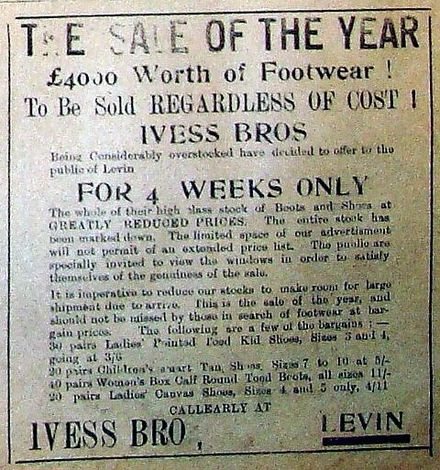 THE SALE OF THE YEAR
£4000 Worth of Footwear !
To Be Sold REGARDLESS OF COST !
IVESS BROS
Being Considerably overstocked have decided to offer to the
public of Levin
FOR 4 WEEKS ONLY
The whole of their high class stock of Boots and Shoes at
GREATLY REDUCED PRICES. The entire stock has
been marked down. The limited space of our advertisment
will not permit of an extended price list. The public are
specially invited to view the windows in order to satisfy
themselves of the genuiness of the sale.
It is imperative to reduce our stocks to make room for large
shipment due to arrive. This is the sale of the year, and
should not be missed by those in search of footwear at bar-
gain prices. The following are a few of the bargains : —
30 pairs Ladies' Pointed Toed Kid Shoes, Sizes 3 and 4,
going at 3/6
20 pairs Children's Tan, Shoes, Sizes 7 to 10 at 5/-
40 pairs Women's Box Calf Round Toed Boots, all sizes 11/-
20 pairs Ladies' Canvas Shoes, Sizes 4 and 5 only, 4/11
CALLEARLY AT
IVESS BRO, LEVIN